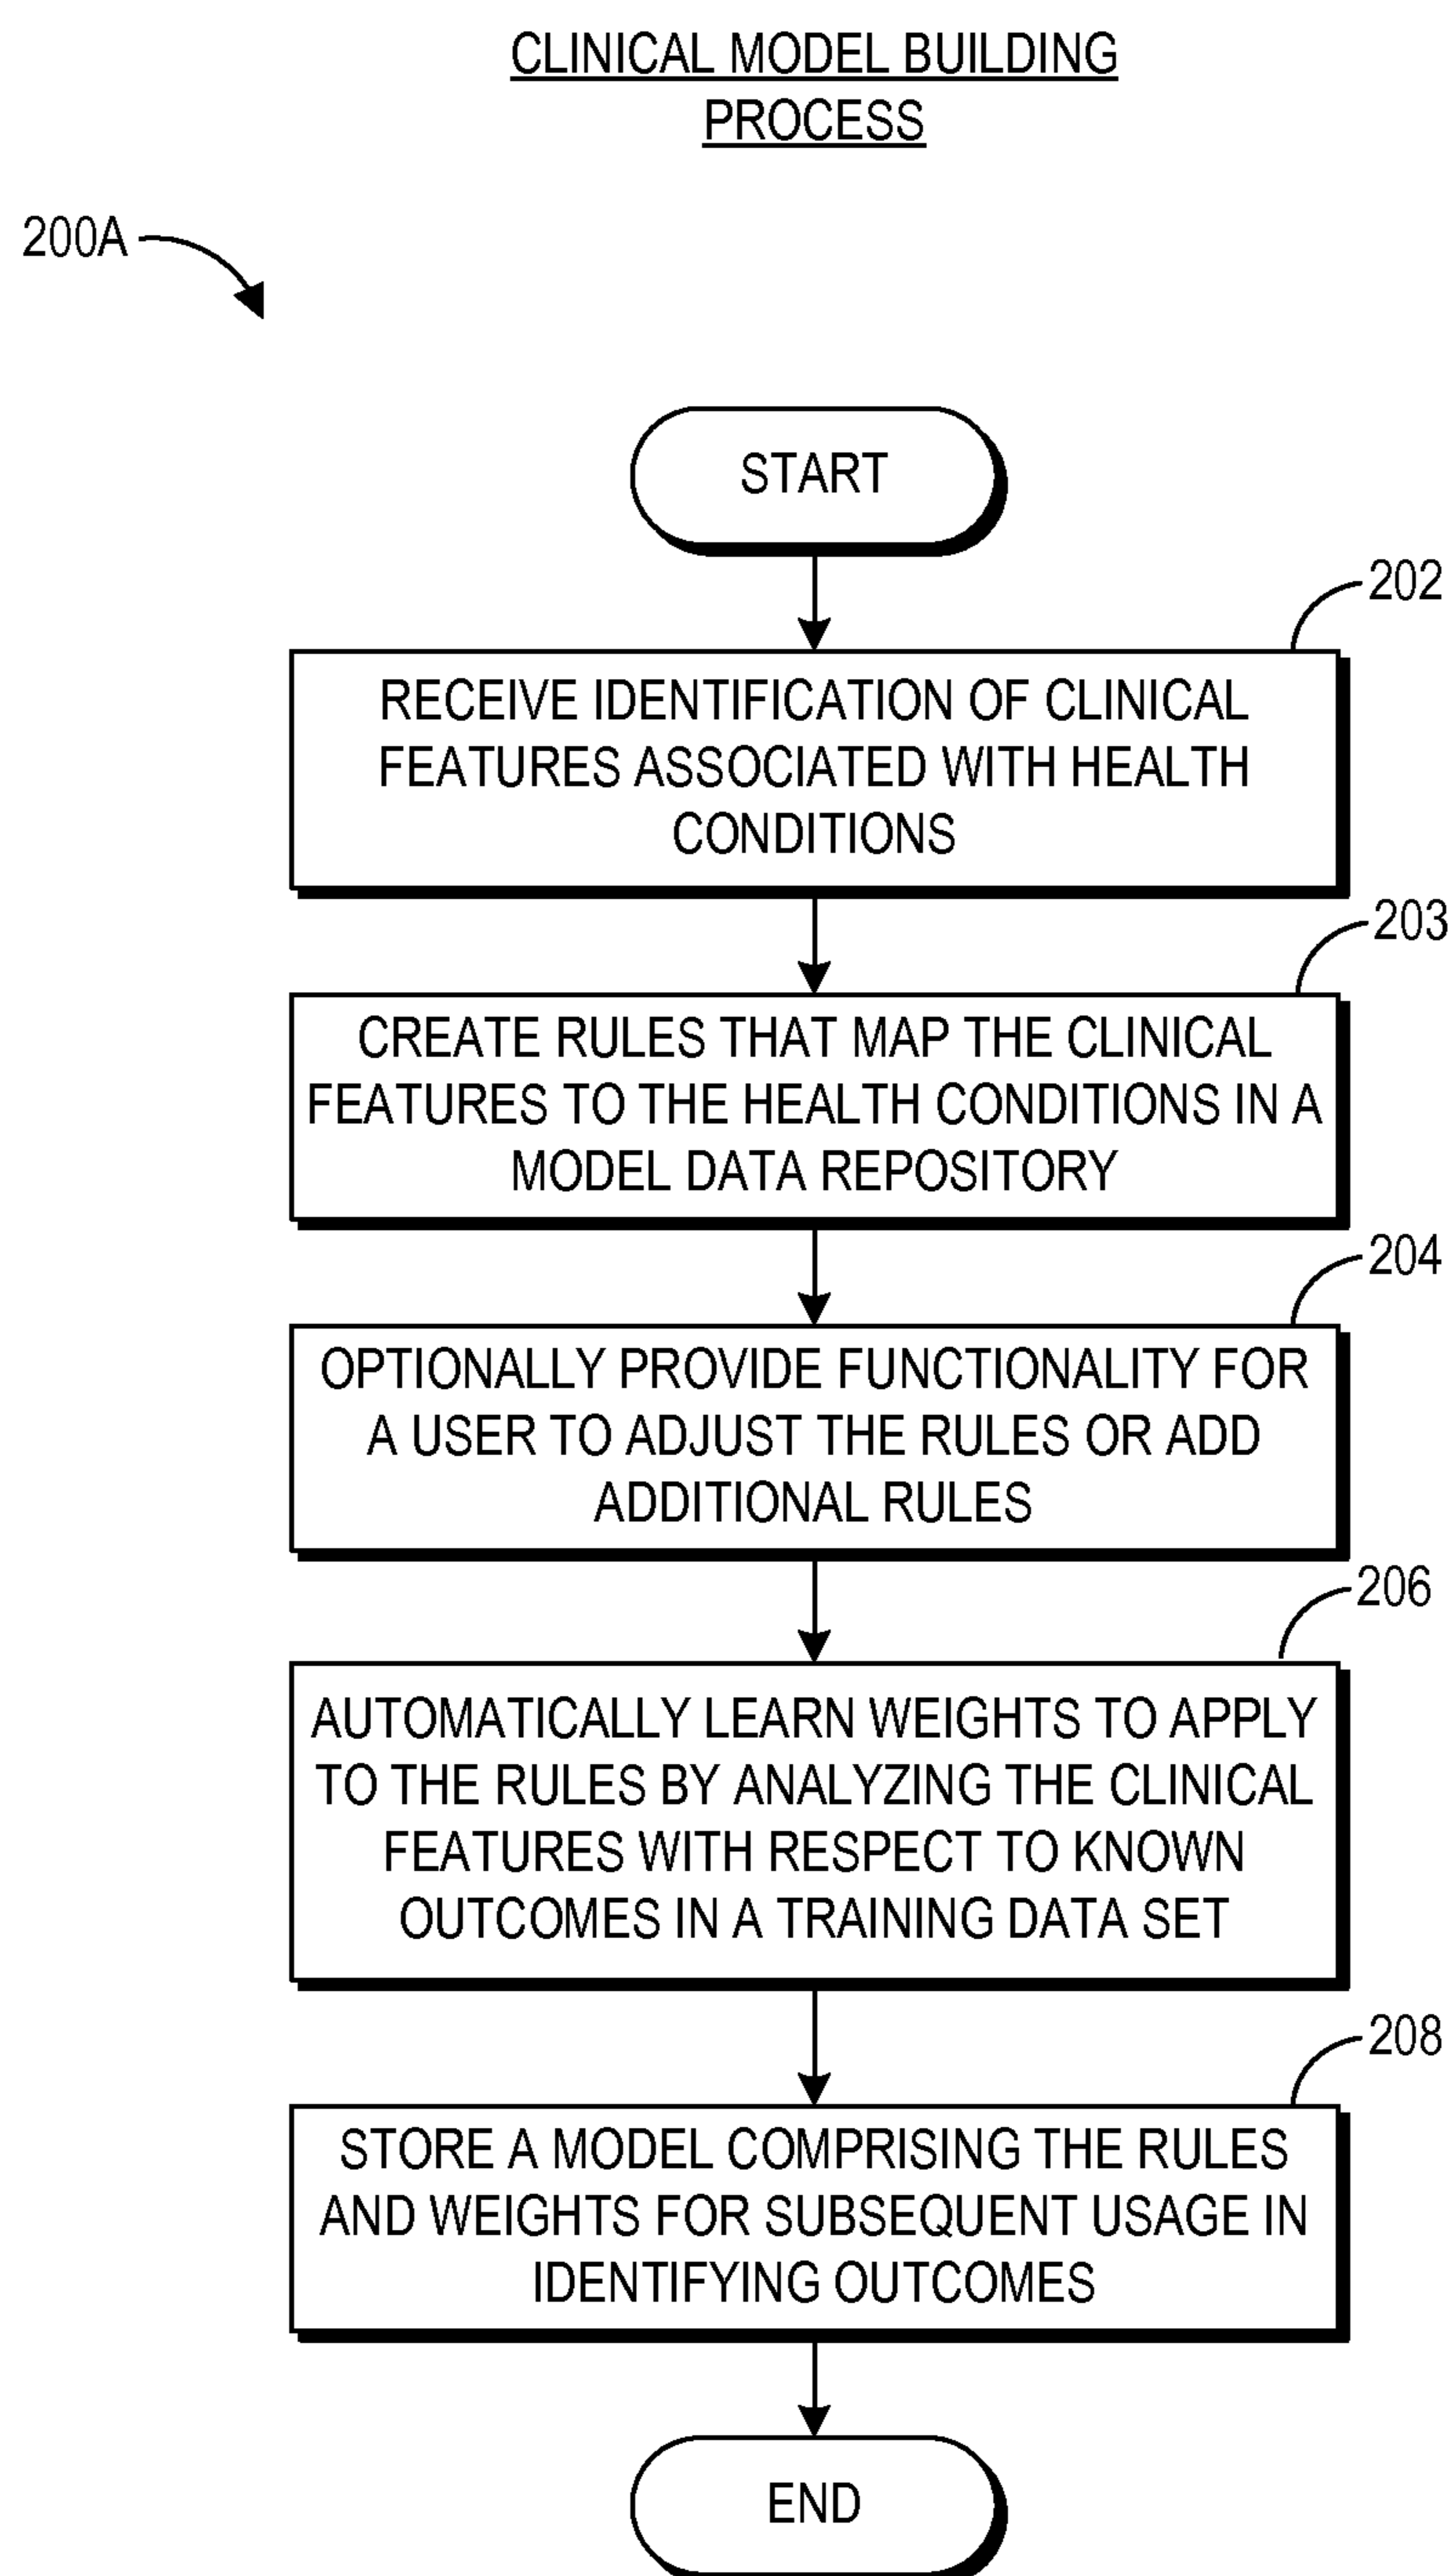 CLINICAL MODEL BUILDING
PROCESS
200A
START
202
RECEIVE IDENTIFICATION OF CLINICAL
FEATURES ASSOCIATED WITH HEALTH
CONDITIONS
203
CREATE RULES THAT MAP THE CLINICAL
FEATURES TO THE HEALTH CONDITIONS IN A
MODEL DATA REPOSITORY
204
OPTIONALLY PROVIDE FUNCTIONALITY FOR
A USER TO ADJUST THE RULES OR ADD
ADDITIONAL RULES
206
AUTOMATICALLY LEARN WEIGHTS TO APPLY
TO THE RULES BY ANALYZING THE CLINICAL
FEATURES WITH RESPECT TO KNOWN
OUTCOMES IN A TRAINING DATA SET
208
STORE A MODEL COMPRISING THE RULES
AND WEIGHTS FOR SUBSEQUENT USAGE IN
IDENTIFYING OUTCOMES
END